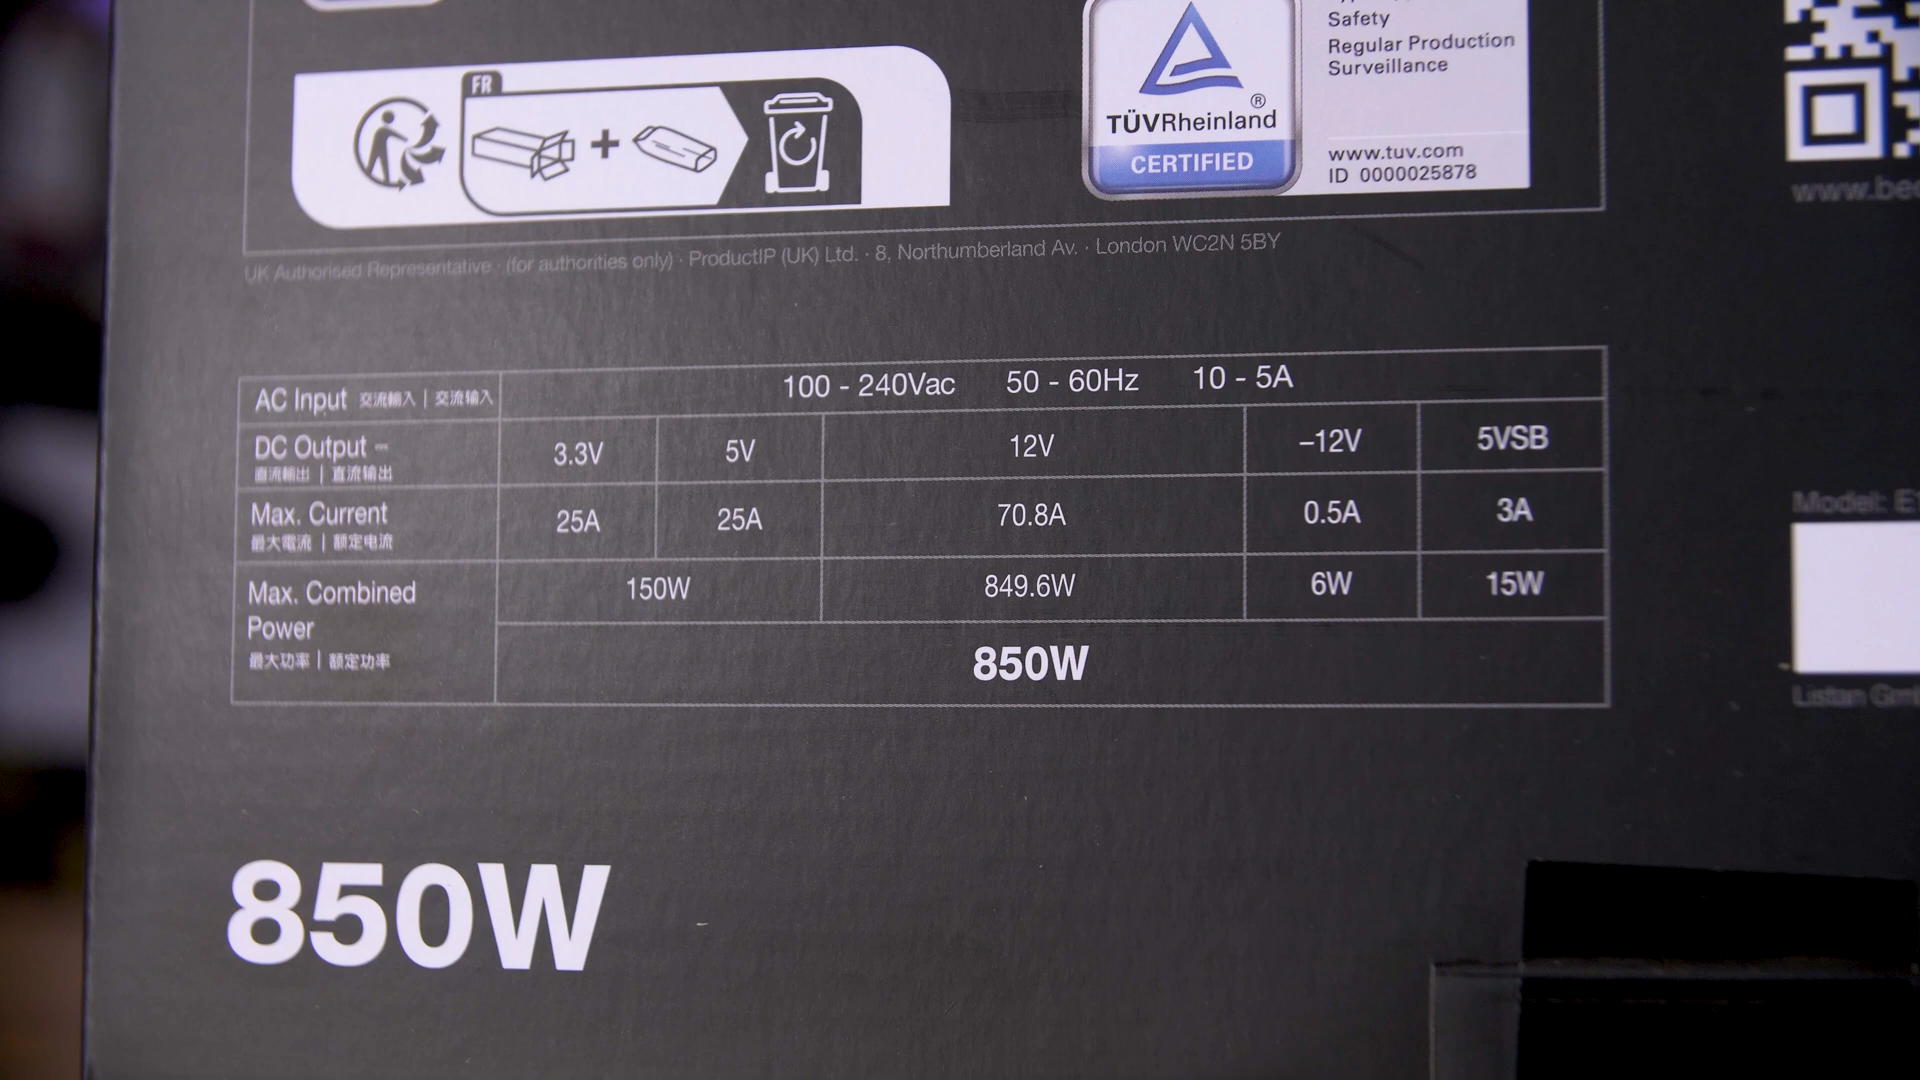 Safety
Regular Production
Surveillance
FR
TÜVRheinland®
CERTIFIED
www.tuv.com
ID 0000025878
www.be
UK Authorised Representative · (for authorities only) · ProductIP (UK) Ltd. · 8, Northumberland Av. · London WC2N 5BY
AC Input 交流輸入 | 交流输入 100 - 240Vac 50 - 60Hz 10 - 5A
DC Output 3.3V 5V 12V –12V 5VSB
直流輸出 | 直流输出
Max. Current 25A 25A 70.8A 0.5A 3A
最大電流 | 额定电流
Max. Combined 150W 849.6W 6W 15W
Power
最大功率 | 额定功率
850W
Model: E
Listan Gm
850W